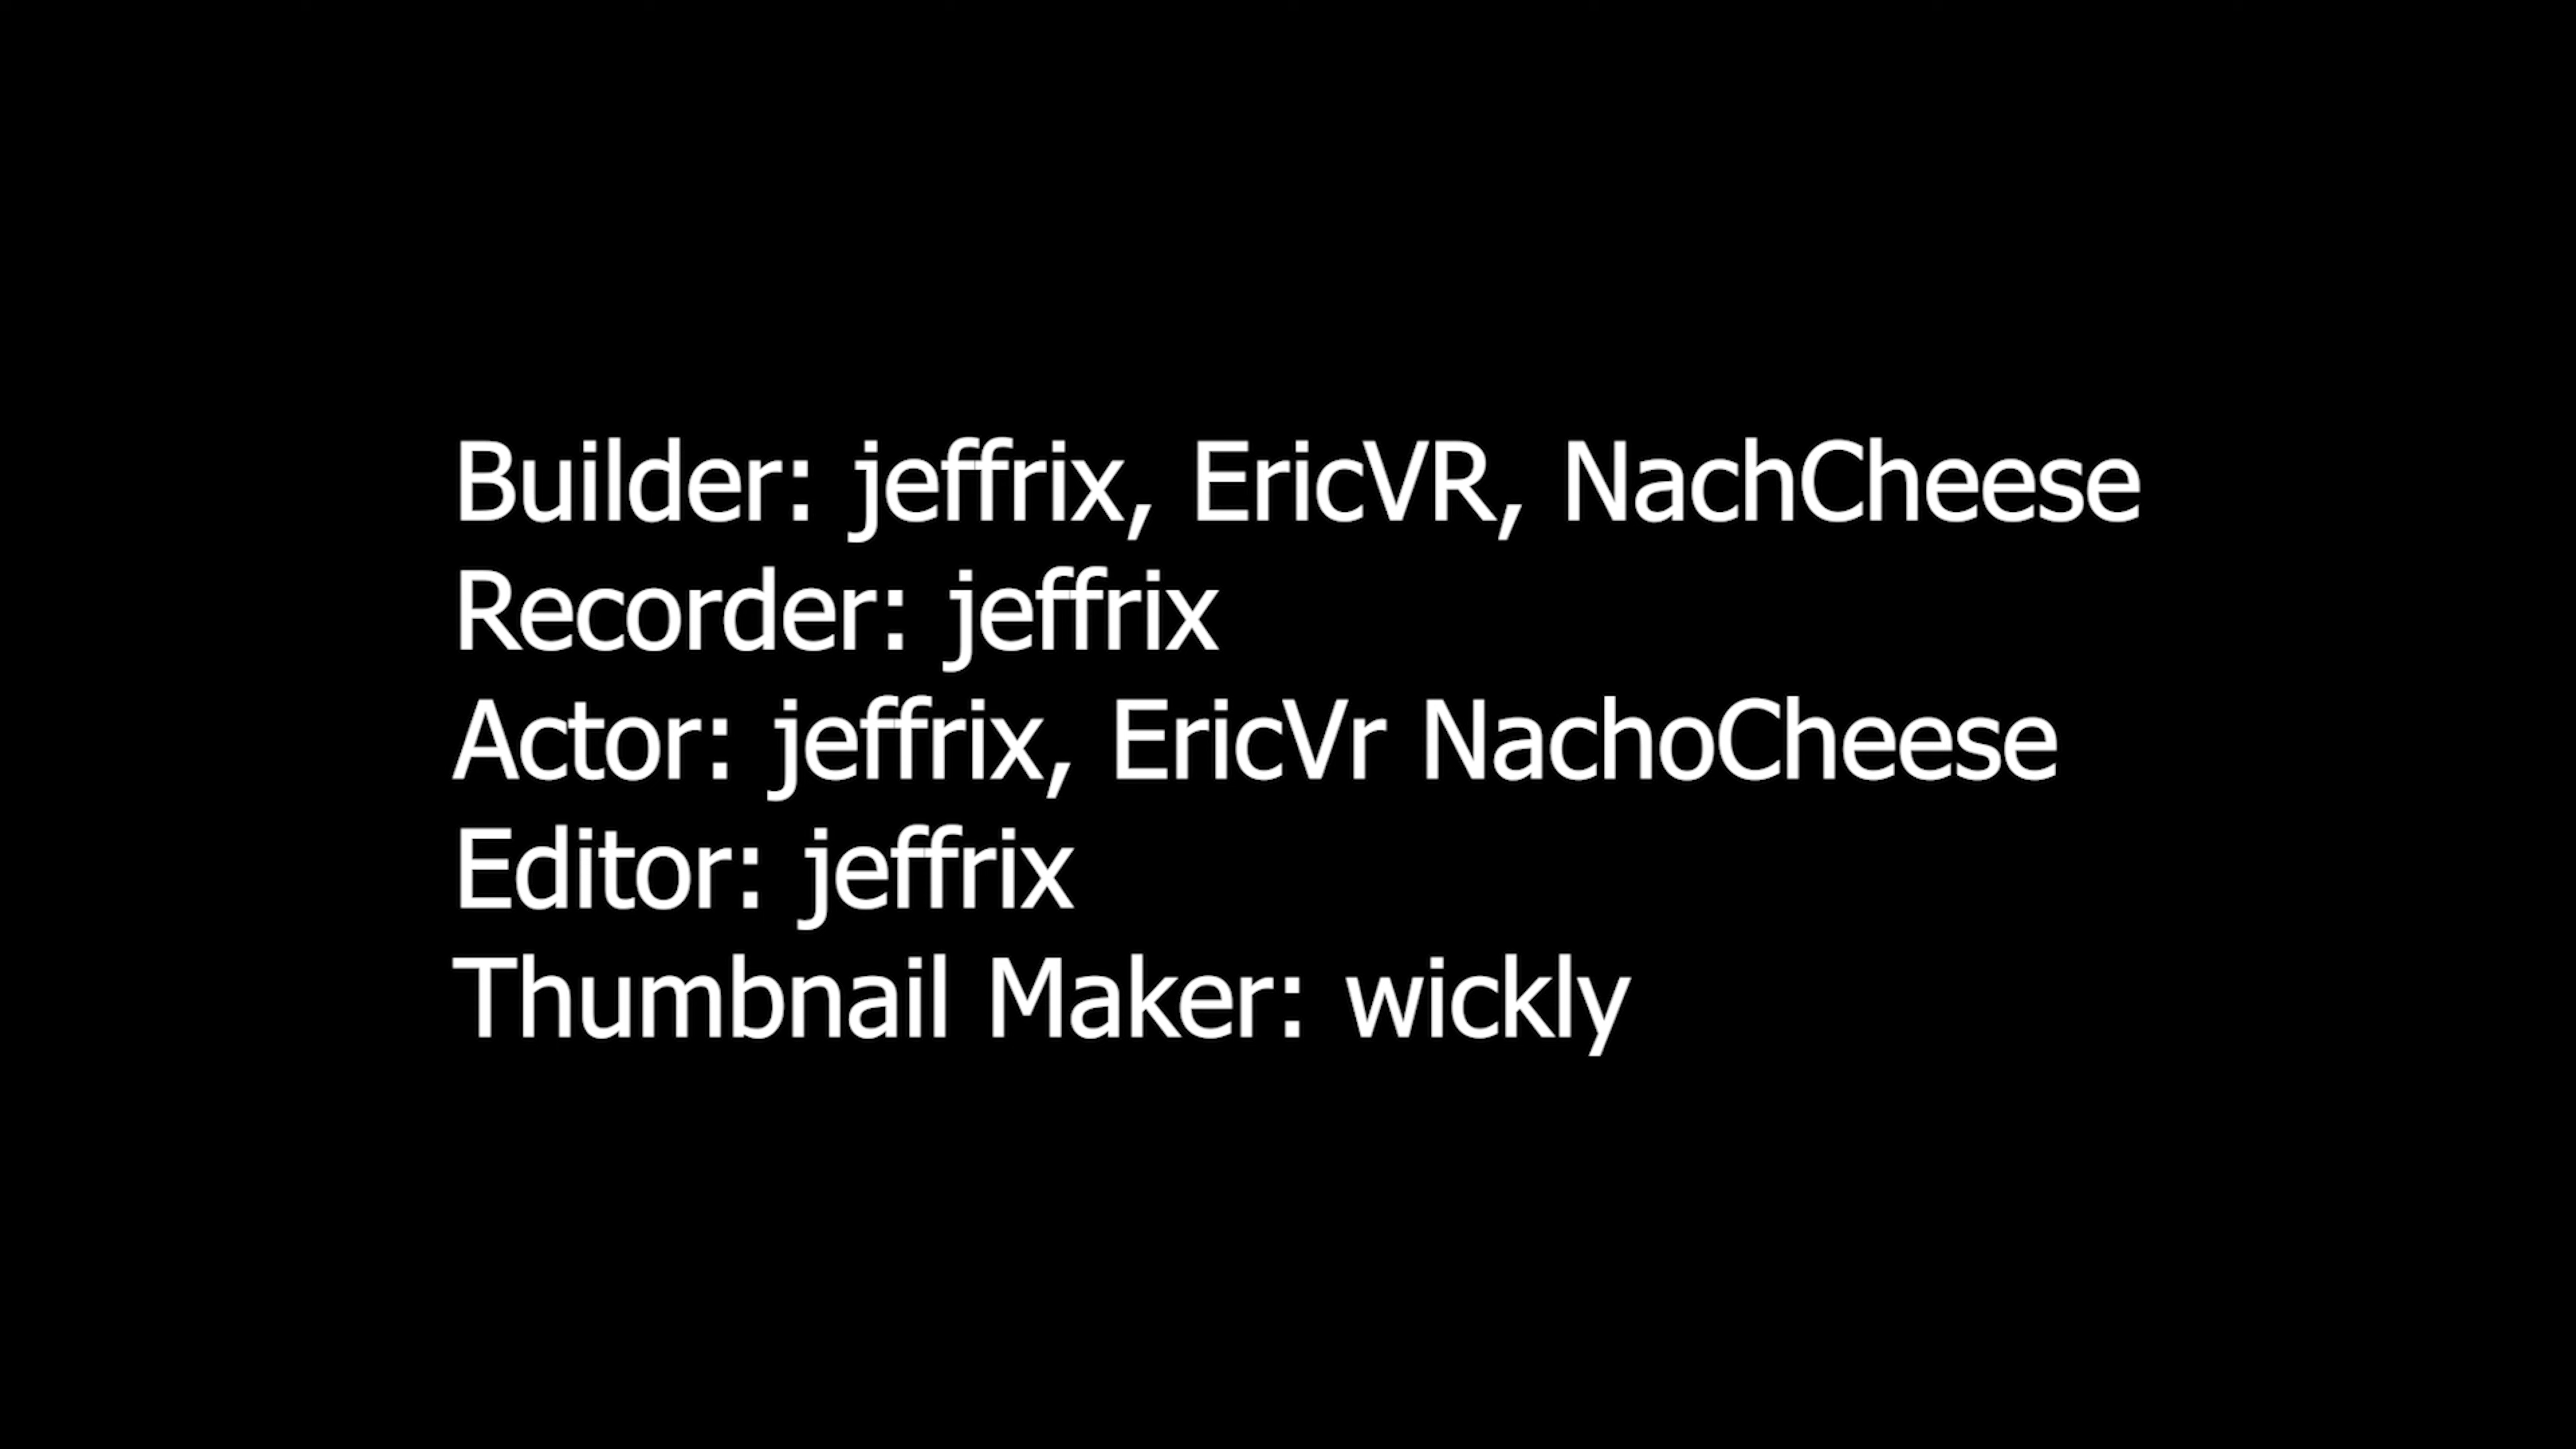 Builder: jeffrix, EricVR, NachCheese
Recorder: jeffrix
Actor: jeffrix, EricVr NachoCheese
Editor: jeffrix
Thumbnail Maker: wickly